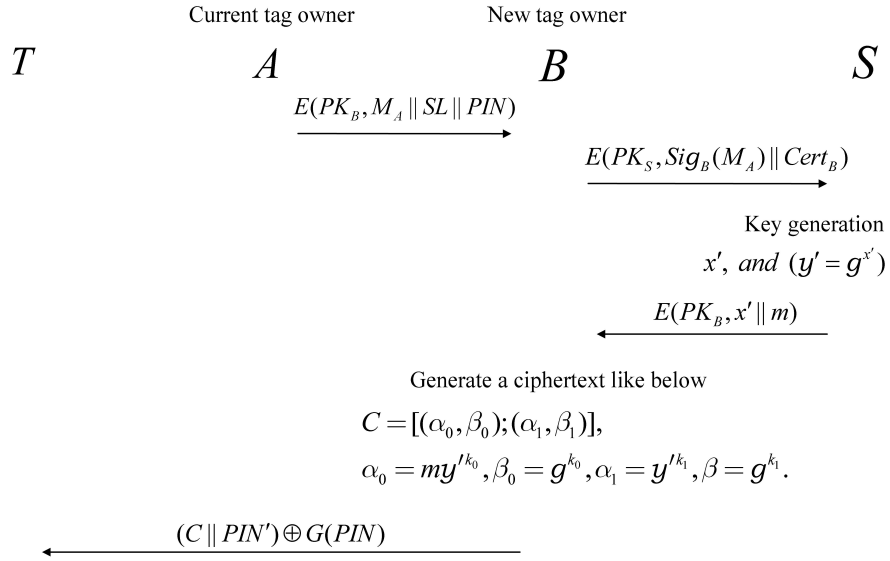 Current tag owner New tag owner
T A B S
E(PK_B, M_A || SL || PIN)
E(PK_S, Sig_B(M_A) || Cert_B)
Key generation
x′, and (y′ = g^{x′})
E(PK_B, x′ || m)
Generate a ciphertext like below
C = [(α_0, β_0); (α_1, β_1)],
α_0 = my′^{k_0}, β_0 = g^{k_0}, α_1 = y′^{k_1}, β = g^{k_1}.
(C || PIN′) ⊕ G(PIN)